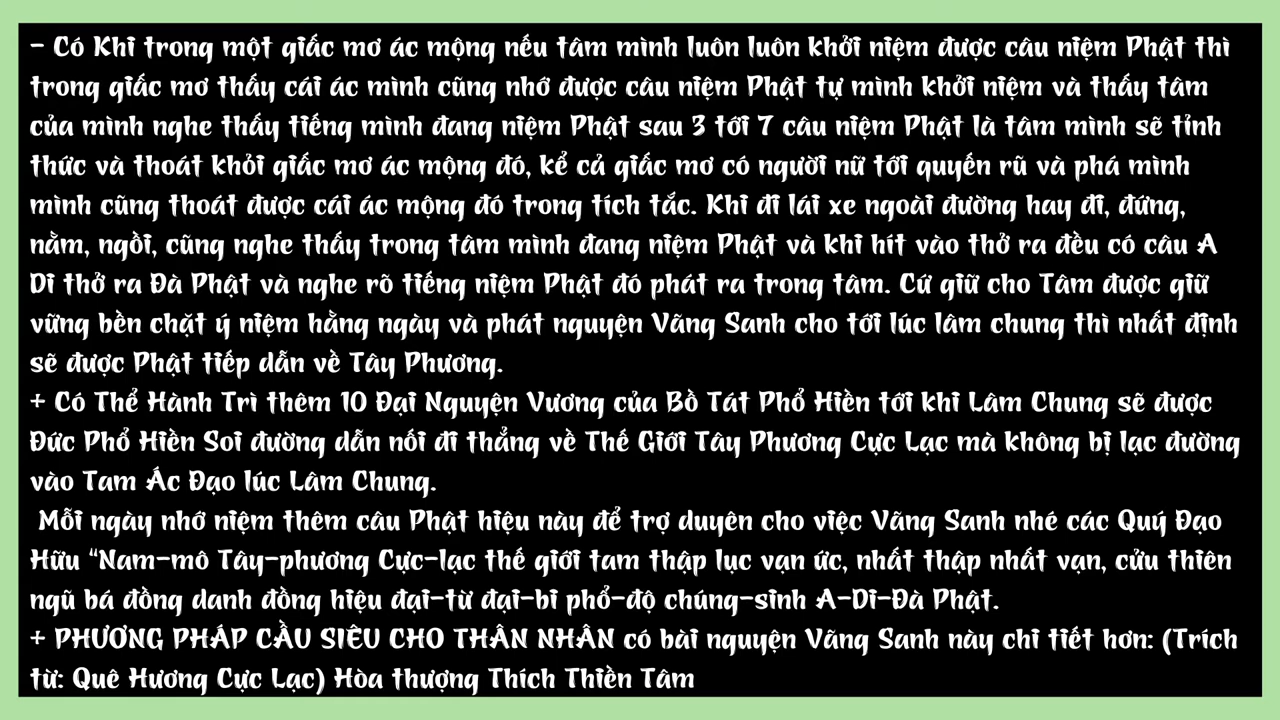 - Có Khi trong một giấc mơ ác mộng nếu tâm mình luôn luôn khởi niệm được câu niệm Phật thì
trong giấc mơ thấy cái ác mình cũng nhớ được câu niệm Phật tự mình khởi niệm và thấy tâm
của mình nghe thấy tiếng mình đang niệm Phật sau 3 tới 7 câu niệm Phật là tâm mình sẽ tỉnh
thức và thoát khỏi giấc mơ ác mộng đó, kể cả giấc mơ có người nữ tới quyến rũ và phá mình
mình cũng thoát được cái ác mộng đó trong tích tắc. Khi đi lái xe ngoài đường hay đi, đứng,
nằm, ngồi, cũng nghe thấy trong tâm mình đang niệm Phật và khi hít vào thở ra đều có câu A
Di thở ra Đà Phật và nghe rõ tiếng niệm Phật đó phát ra trong tâm. Cứ giữ cho Tâm được giữ
vững bền chặt ý niệm hằng ngày và phát nguyện Vãng Sanh cho tới lúc lâm chung thì nhất định
sẽ được Phật tiếp dẫn về Tây Phương.
+ Có Thể Hành Trì thêm 10 Đại Nguyện Vương của Bồ Tát Phổ Hiền tới khi Lâm Chung sẽ được
Đức Phổ Hiền Soi đường dẫn nối đi thẳng về Thế Giới Tây Phương Cực Lạc mà không bị lạc đường
vào Tam Ác Đạo lúc Lâm Chung.
Mỗi ngày nhớ niệm thêm câu Phật hiệu này để trợ duyên cho việc Vãng Sanh nhé các Quý Đạo
Hữu "Nam-mô Tây-phương Cực-lạc thế giới tam thập lục vạn ức, nhất thập nhất vạn, cửu thiên
ngũ bá đồng danh đồng hiệu đại-từ đại-bi phổ-độ chúng-sinh A-Di-Đà Phật.
+ PHƯƠNG PHÁP CẦU SIÊU CHO THÂN NHÂN có bài nguyện Vãng Sanh này chi tiết hơn: (Trích
từ: Quê Hương Cực Lạc) Hòa thượng Thích Thiền Tâm